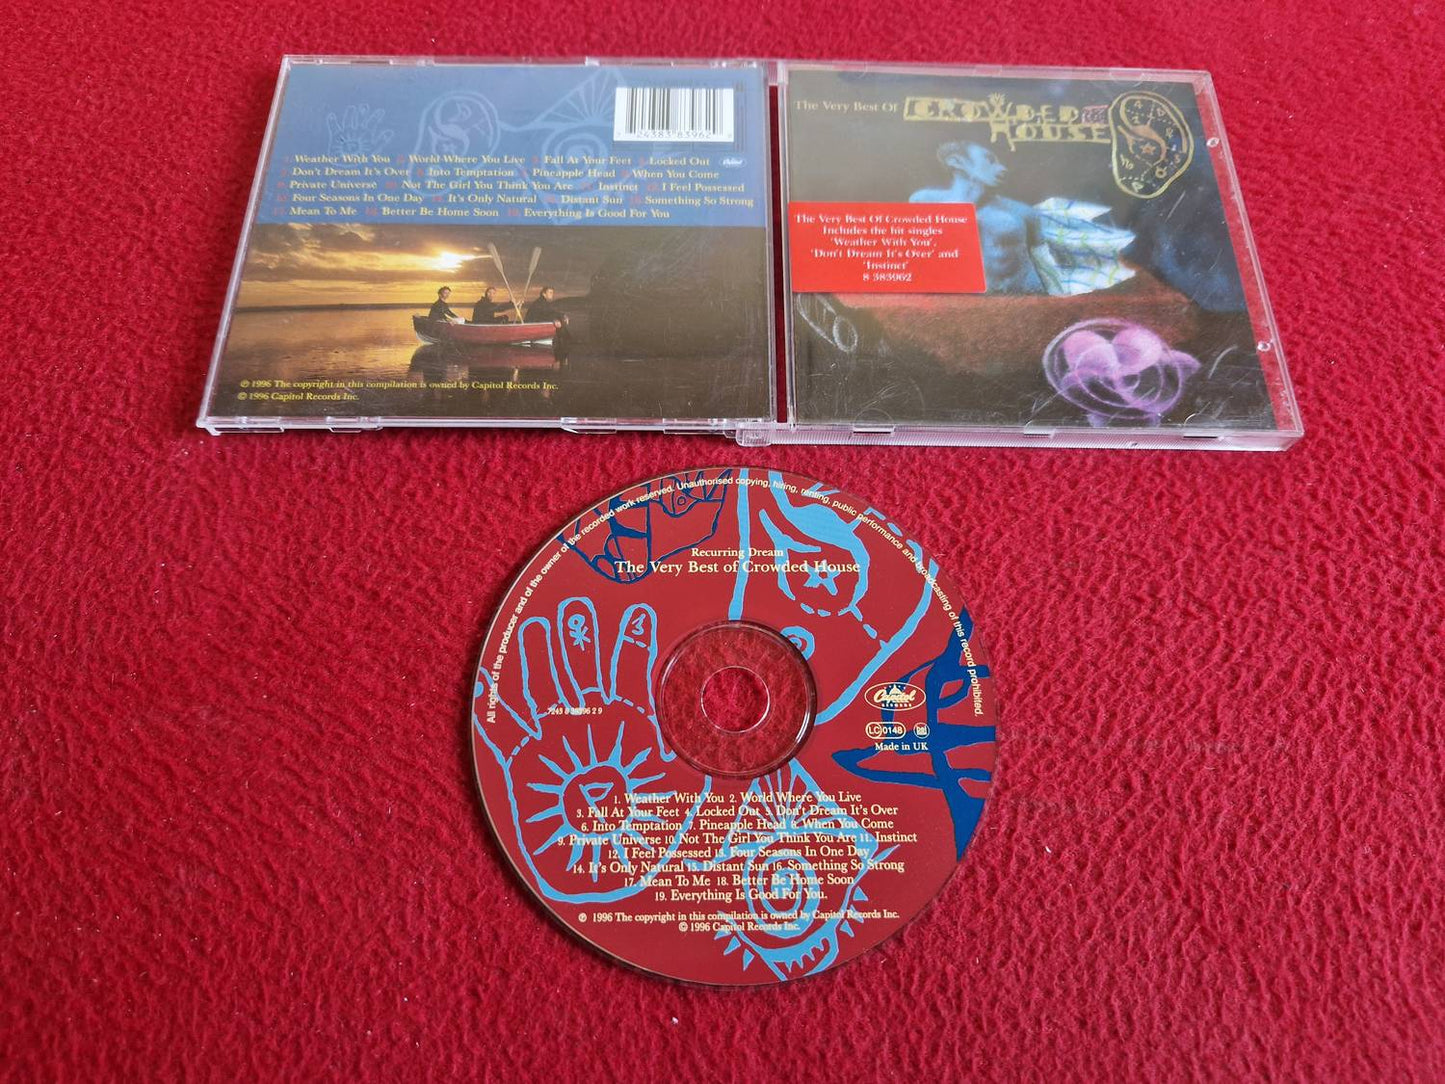 7 24383 83962 9
1. Weather With You 2. World Where You Live 3. Fall At Your Feet 4. Locked Out
5. Don't Dream It's Over 6. Into Temptation 7. Pineapple Head 8. When You Come
9. Private Universe 10. Not The Girl You Think You Are 11. Instinct 12. I Feel Possessed
13. Four Seasons In One Day 14. It's Only Natural 15. Distant Sun 16. Something So Strong
17. Mean To Me 18. Better Be Home Soon 19. Everything Is Good For You
℗ 1996 The copyright in this compilation is owned by Capitol Records Inc.
© 1996 Capitol Records Inc.
The Very Best Of CROWDED
HOUSE
The Very Best Of Crowded House
Includes the hit singles
'Weather With You',
'Don't Dream It's Over' and
'Instinct'
8 383962
All rights of the producer and of the owner of the recorded work reserved. Unauthorised copying, hiring, renting, public performance and broadcasting of this record prohibited.
Recurring Dream
The Very Best of Crowded House
3
7243 8 38396 2 9
Capitol
RECORDS
LC 0148
Made in UK
1. Weather With You 2. World Where You Live
3. Fall At Your Feet 4. Locked Out 5. Don't Dream It's Over
6. Into Temptation 7. Pineapple Head 8. When You Come
9. Private Universe 10. Not The Girl You Think You Are 11. Instinct
12. I Feel Possessed 13. Four Seasons In One Day
14. It's Only Natural 15. Distant Sun 16. Something So Strong
17. Mean To Me 18. Better Be Home Soon
19. Everything Is Good For You.
℗ 1996 The copyright in this compilation is owned by Capitol Records Inc.
© 1996 Capitol Records Inc.